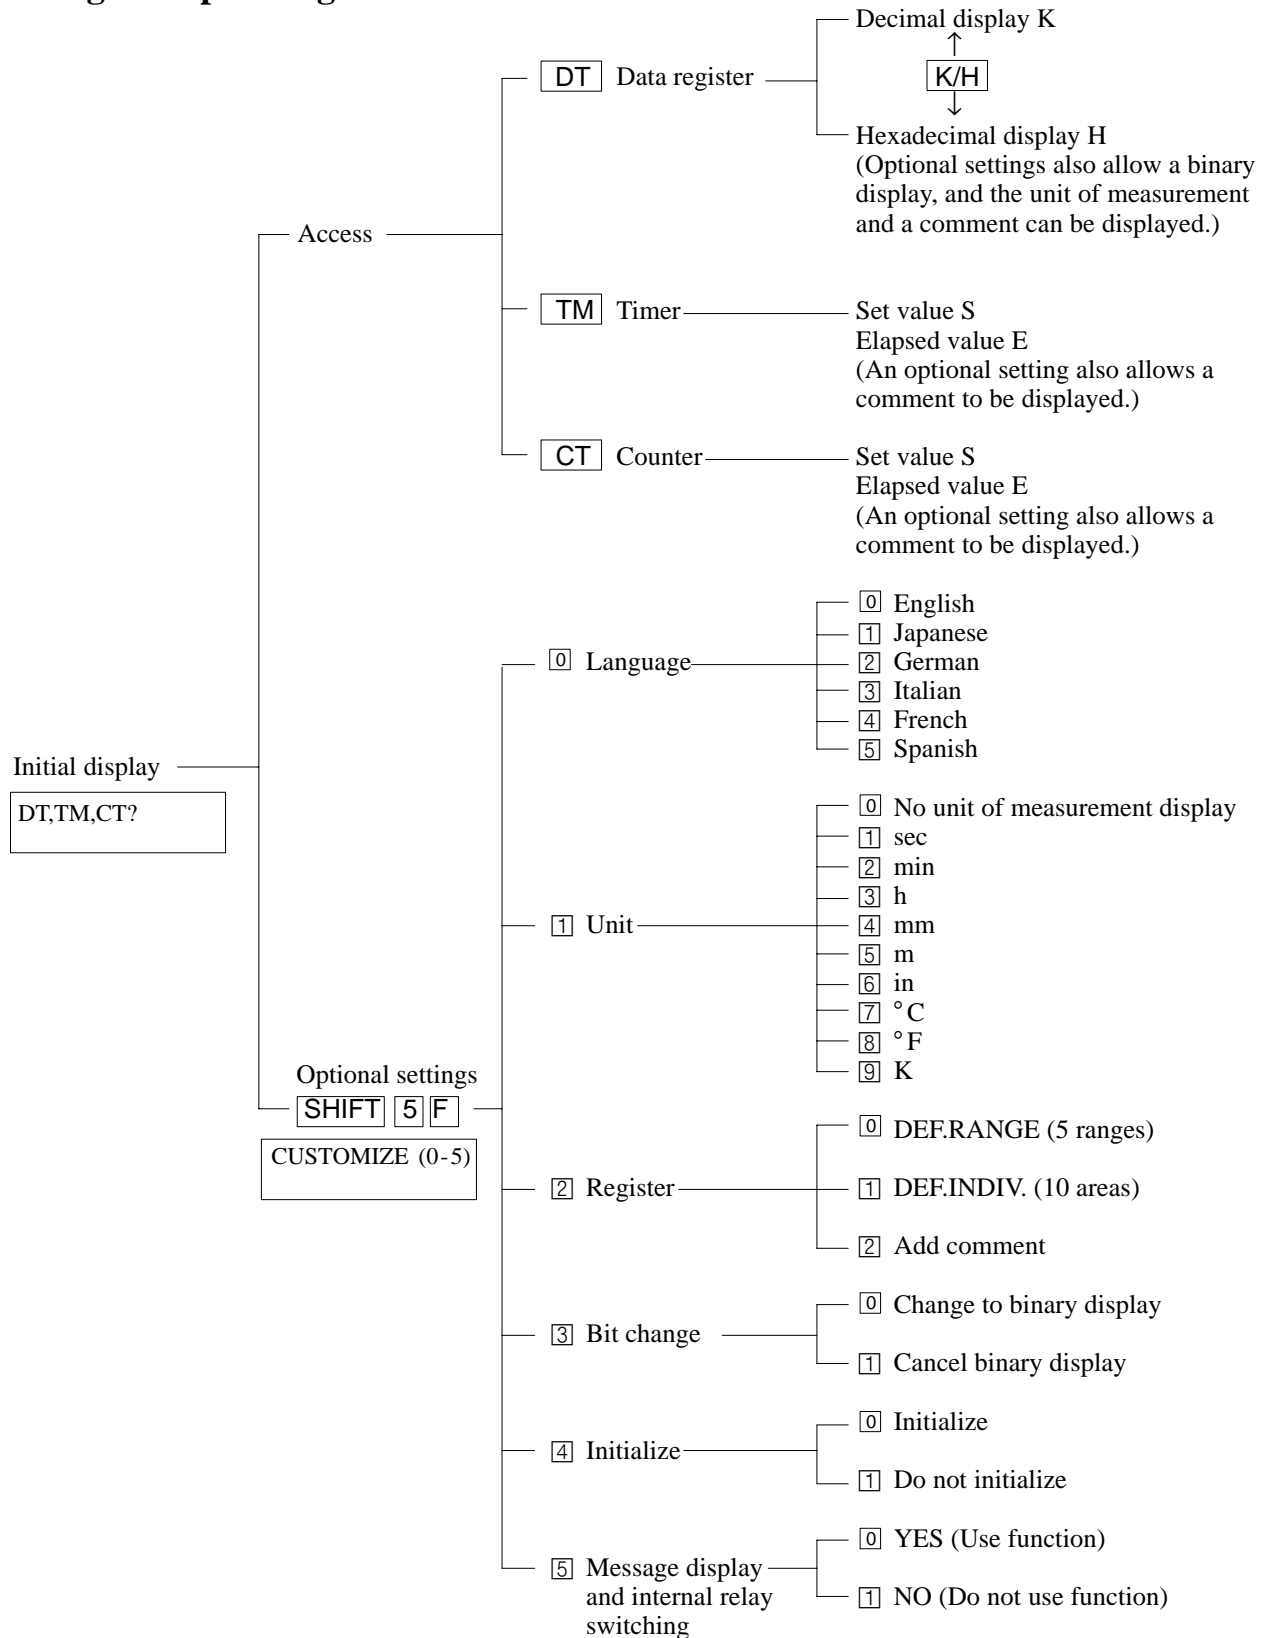 Decimal display K
DT Data register
K/H
Hexadecimal display H
(Optional settings also allow a binary
display, and the unit of measurement
and a comment can be displayed.)
Access
TM Timer
Set value S
Elapsed value E
(An optional setting also allows a
comment to be displayed.)
CT Counter
Set value S
Elapsed value E
(An optional setting also allows a
comment to be displayed.)
0 Language
0 English
1 Japanese
2 German
3 Italian
4 French
5 Spanish
Initial display
DT,TM,CT?
1 Unit
0 No unit of measurement display
1 sec
2 min
3 h
4 mm
5 m
6 in
7 °C
8 °F
9 K
Optional settings
SHIFT 5 F
CUSTOMIZE (0-5)
2 Register
0 DEF.RANGE (5 ranges)
1 DEF.INDIV. (10 areas)
2 Add comment
3 Bit change
0 Change to binary display
1 Cancel binary display
4 Initialize
0 Initialize
1 Do not initialize
5 Message display
and internal relay
switching
0 YES (Use function)
1 NO (Do not use function)